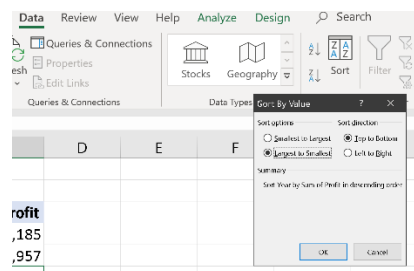 Data Review View Help Analyze Design Search
Queries & Connections
esh
Properties
Edit Links
Stocks Geography
Sort Filter
Queries & Connections
Data Types
Sort By Value ? ×
Sort options Sort direction
Smallest to Largest Top to Bottom
Largest to Smallest Left to Right
Summary
Sort Year by Sum of Profit in descending order
OK Cancel
D E F
rofit
,185
,957